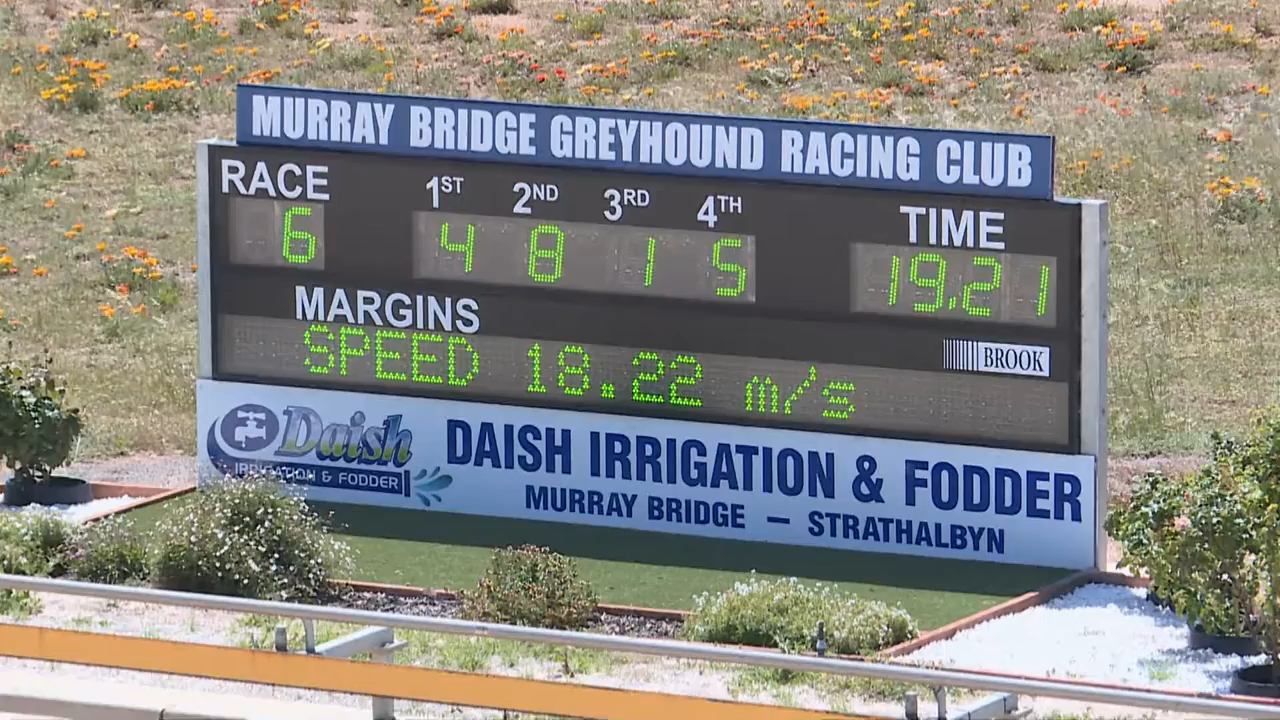 MURRAY BRIDGE GREYHOUND RACING CLUB
RACE 1ST 2ND 3RD 4TH TIME
6 4 8 1 5 19.21
MARGINS
BROOK
SPEED 18.22 m/s
Daish
IRRIGATION & FODDER
DAISH IRRIGATION & FODDER
MURRAY BRIDGE – STRATHALBYN